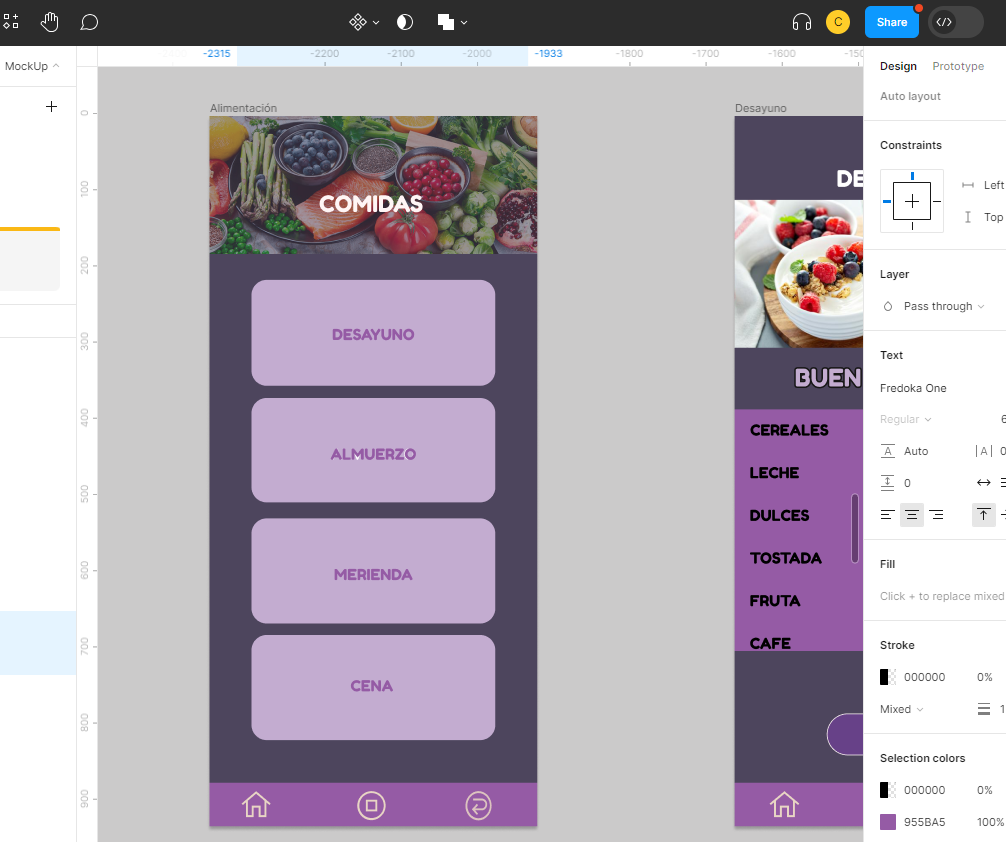 C
Share
-2315
-2200
-2100
-2000
-1933
-1800
-1700
MockUp
Design
Prototype
Auto layout
Alimentación
Desayuno
0
100
200
300
400
500
600
700
800
900
COMIDAS
DESAYUNO
ALMUERZO
MERIENDA
CENA
BUEN
CEREALES
LECHE
DULCES
TOSTADA
FRUTA
CAFE
Constraints
Left
Top
Layer
Pass through
Text
Fredoka One
Regular
Auto
A
0
Fill
Click + to replace mixed
Stroke
000000 0%
Mixed
Selection colors
000000 0%
955BA5 100%